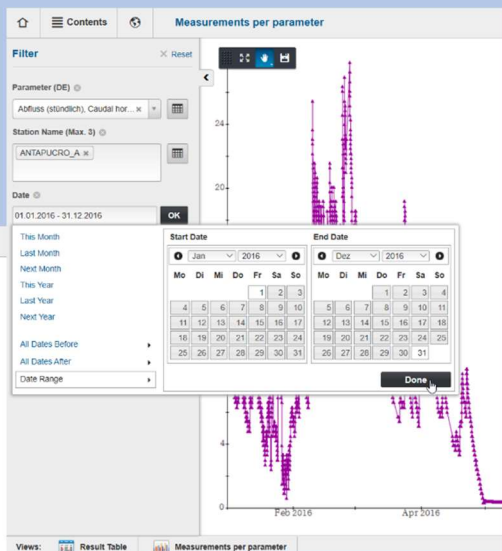 Contents
Measurements per parameter
Filter
× Reset
Parameter (DE)
Abfluss (stündlich), Caudal hor... ×
Station Name (Max. 3)
ANTAPUCRO_A ×
Date
01.01.2016 - 31.12.2016
OK
24
20
This Month
Last Month
Next Month
This Year
Last Year
Next Year
All Dates Before
All Dates After
Date Range
Start Date
Jan 2016
Mo Di Mi Do Fr Sa So
1 2 3
4 5 6 7 8 9 10
11 12 13 14 15 16 17
18 19 20 21 22 23 24
25 26 27 28 29 30 31
End Date
Dez 2016
Mo Di Mi Do Fr Sa So
1 2 3 4
5 6 7 8 9 10 11
12 13 14 15 16 17 18
19 20 21 22 23 24 25
26 27 28 29 30 31
Done
4
0
Feb 2016
Apr 2016
Views: Result Table Measurements per parameter